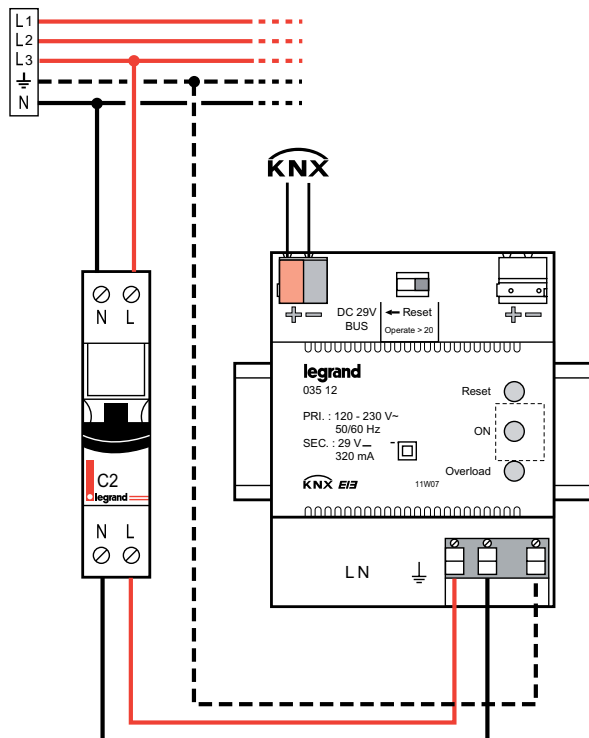 L1
L2
L3
N
KNX
N L
C2
legrand
N L
+ − + −
DC 29V
BUS
← Reset
Operate > 20
legrand
035 12
PRI. : 120 - 230 V~
50/60 Hz
SEC. : 29 V⎓
320 mA
Reset
ON
Overload
KNX EIB
11W07
L N